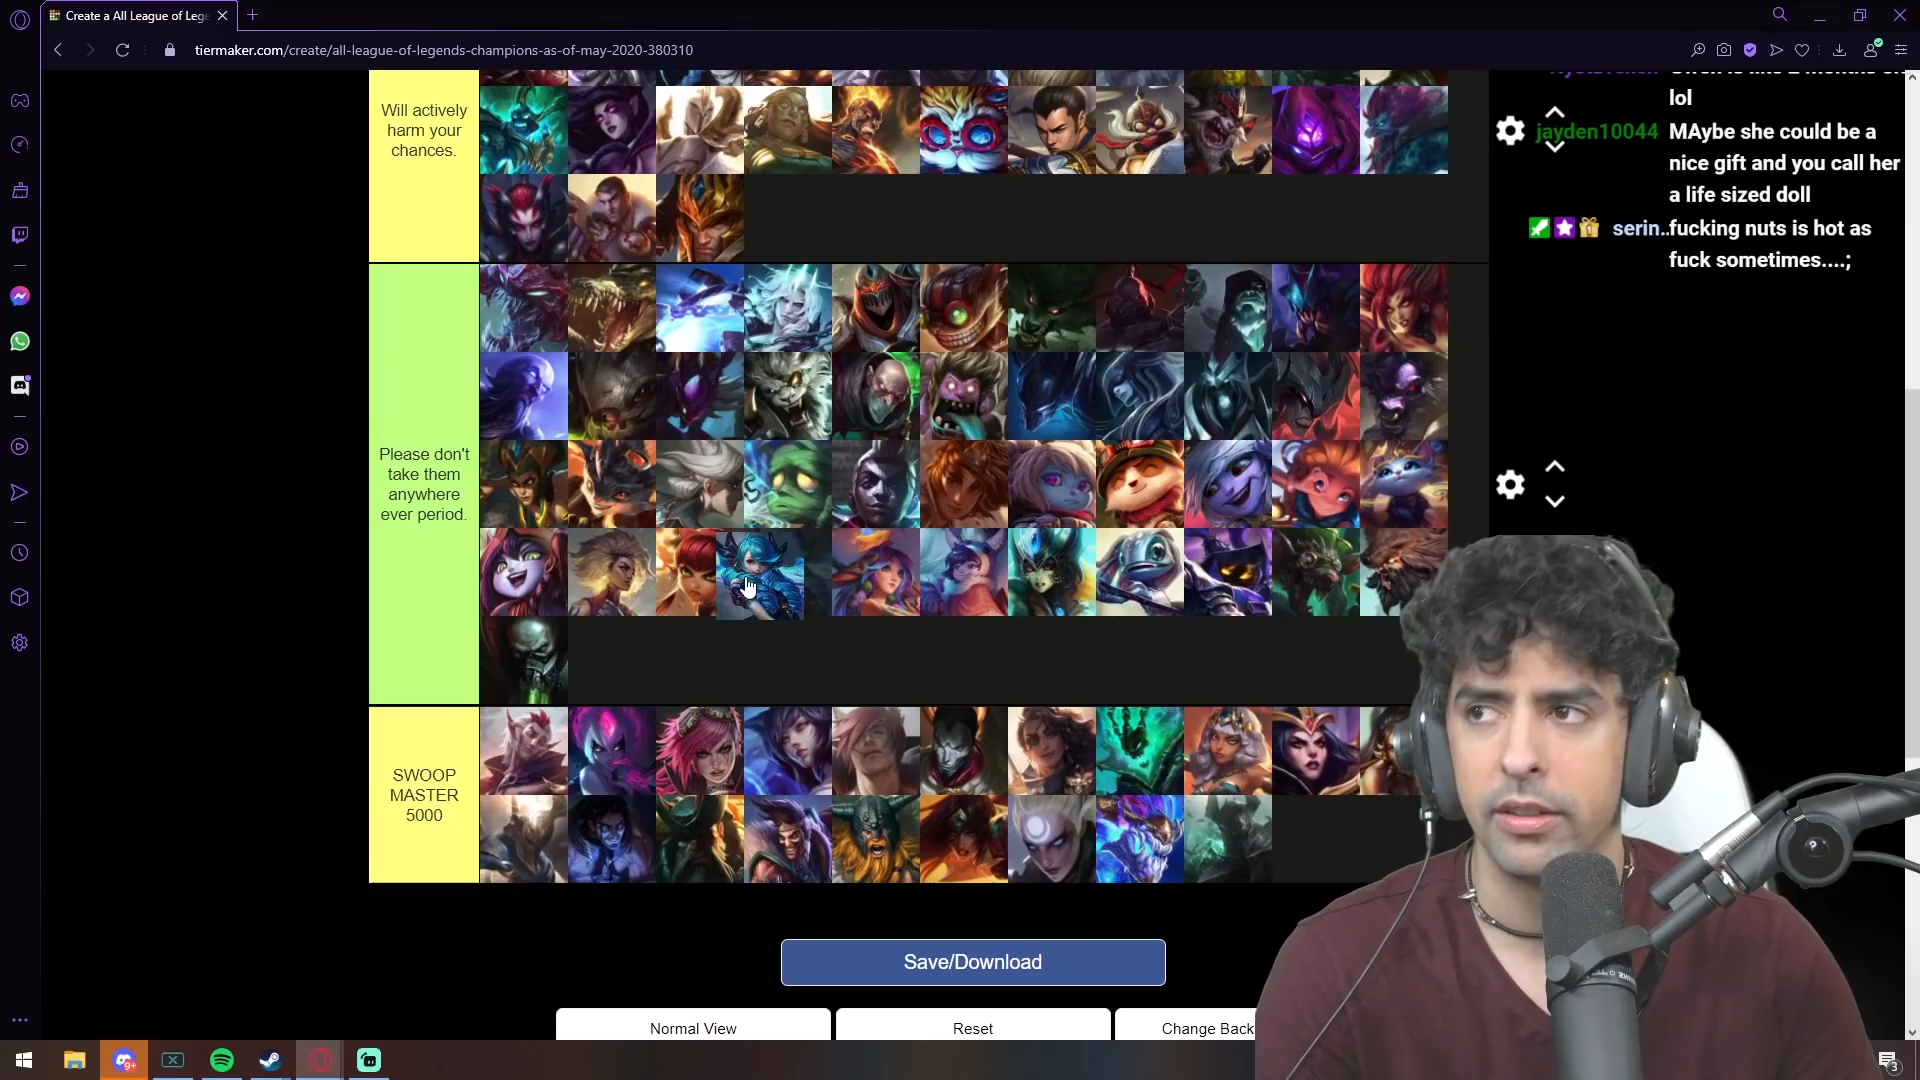 Create a All League of Leg
tiermaker.com/create/all-league-of-legends-champions-as-of-may-2020-380310
lol
jayden10044 MAybe she could be a
nice gift and you call her
a life sized doll
serin..fucking nuts is hot as
fuck sometimes....;
Will actively
harm your
chances.
Please don't
take them
anywhere
ever period.
SWOOP
MASTER
5000
Save/Download
Normal View
Reset
Change Back
9+
3